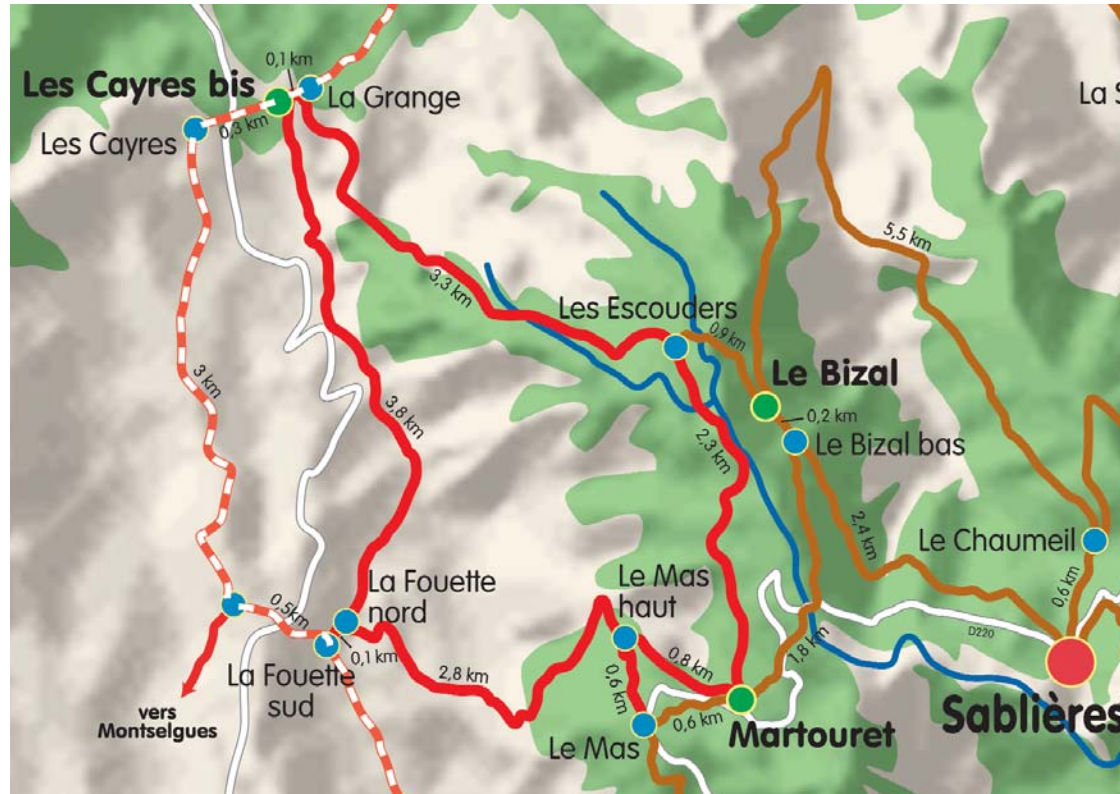 0,1 km
Les Cayres bis
La Grange
La S
0,3 km
Les Cayres
5,5 km
3,3 km
Les Escouders
0,9 km
3 km
Le Bizal
3,8 km
0,2 km
Le Bizal bas
2,3 km
2,4 km
Le Chaumeil
La Fouette
nord
Le Mas
haut
0,6 km
0,5km
D220
0,1 km
0,8 km
1,8 km
La Fouette
sud
2,8 km
0,6 km
vers
Montselgues
0,6 km
Sablières
Le Mas
Martouret